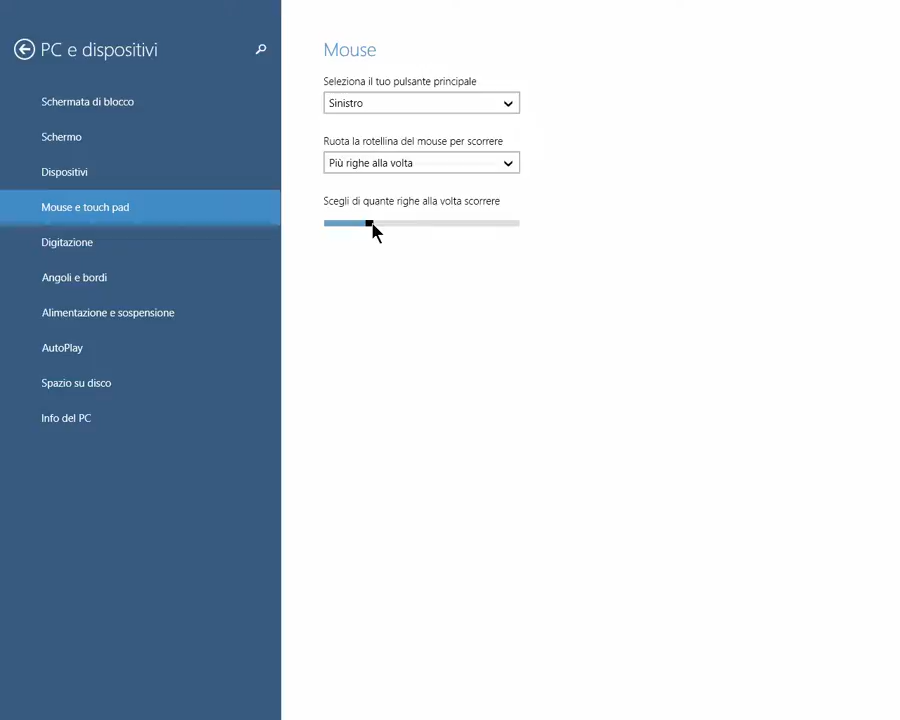 PC e dispositivi
Schermata di blocco
Schermo
Dispositivi
Mouse e touch pad
Digitazione
Angoli e bordi
Alimentazione e sospensione
AutoPlay
Spazio su disco
Info del PC
Mouse
Seleziona il tuo pulsante principale
Sinistro
Ruota la rotellina del mouse per scorrere
Più righe alla volta
Scegli di quante righe alla volta scorrere